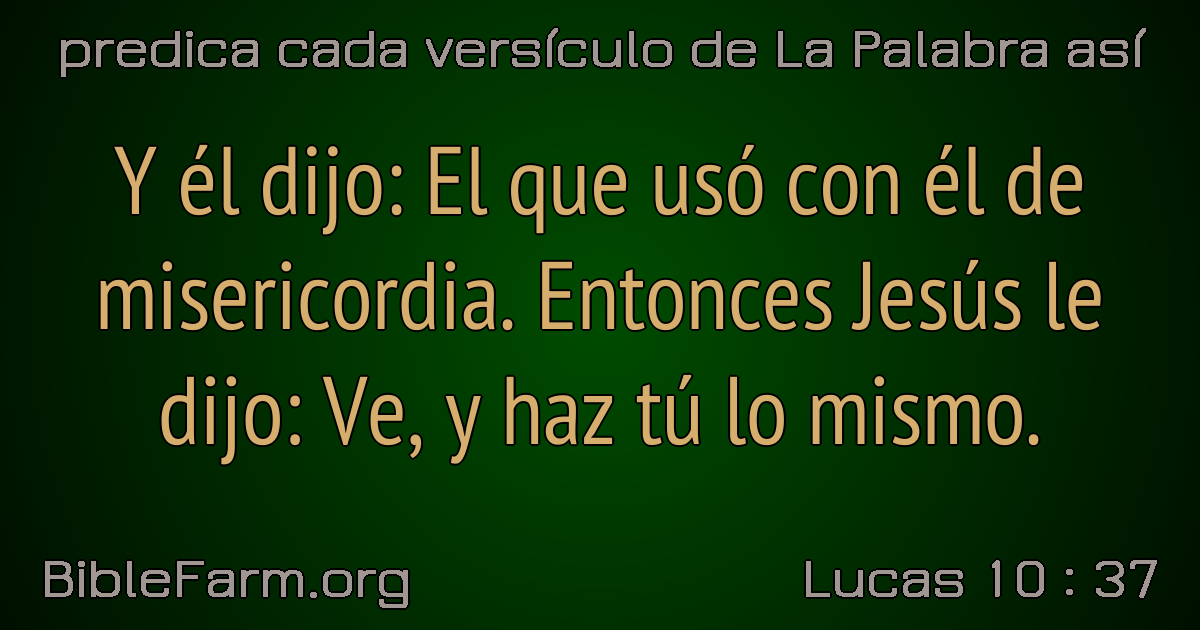 predica cada versículo de La Palabra así
Y él dijo: El que usó con él de
misericordia. Entonces Jesús le
dijo: Ve, y haz tú lo mismo.
BibleFarm.org
Lucas 10 : 37